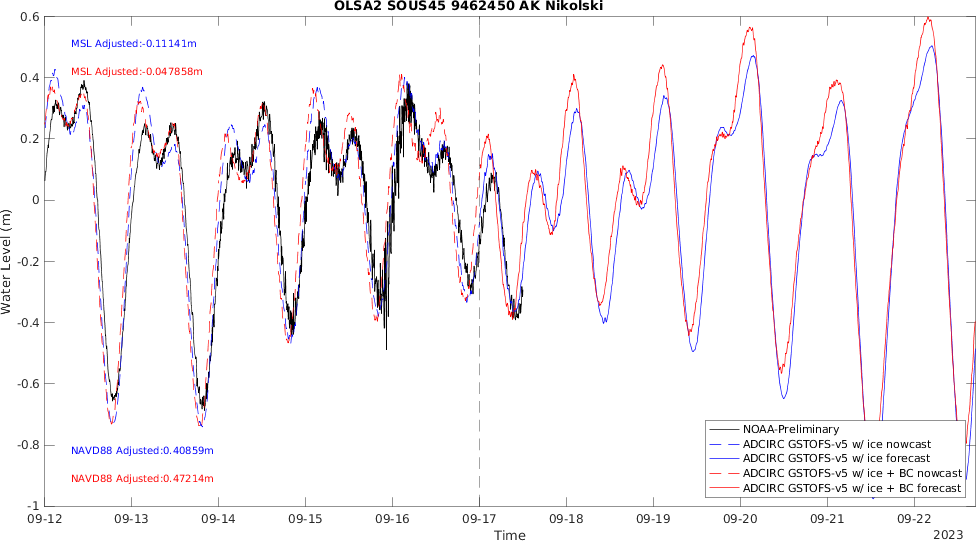 OLSA2 SOUS45 9462450 AK Nikolski
0.6
0.4
0.2
0
-0.2
-0.4
-0.6
-0.8
-1
Water Level (m)
MSL Adjusted:-0.11141m
MSL Adjusted:-0.047858m
NAVD88 Adjusted:0.40859m
NAVD88 Adjusted:0.47214m
NOAA-Preliminary
ADCIRC GSTOFS-v5 w/ ice nowcast
ADCIRC GSTOFS-v5 w/ ice forecast
ADCIRC GSTOFS-v5 w/ ice + BC nowcast
ADCIRC GSTOFS-v5 w/ ice + BC forecast
09-12 09-13 09-14 09-15 09-16 09-17 09-18 09-19 09-20 09-21 09-22
Time
2023